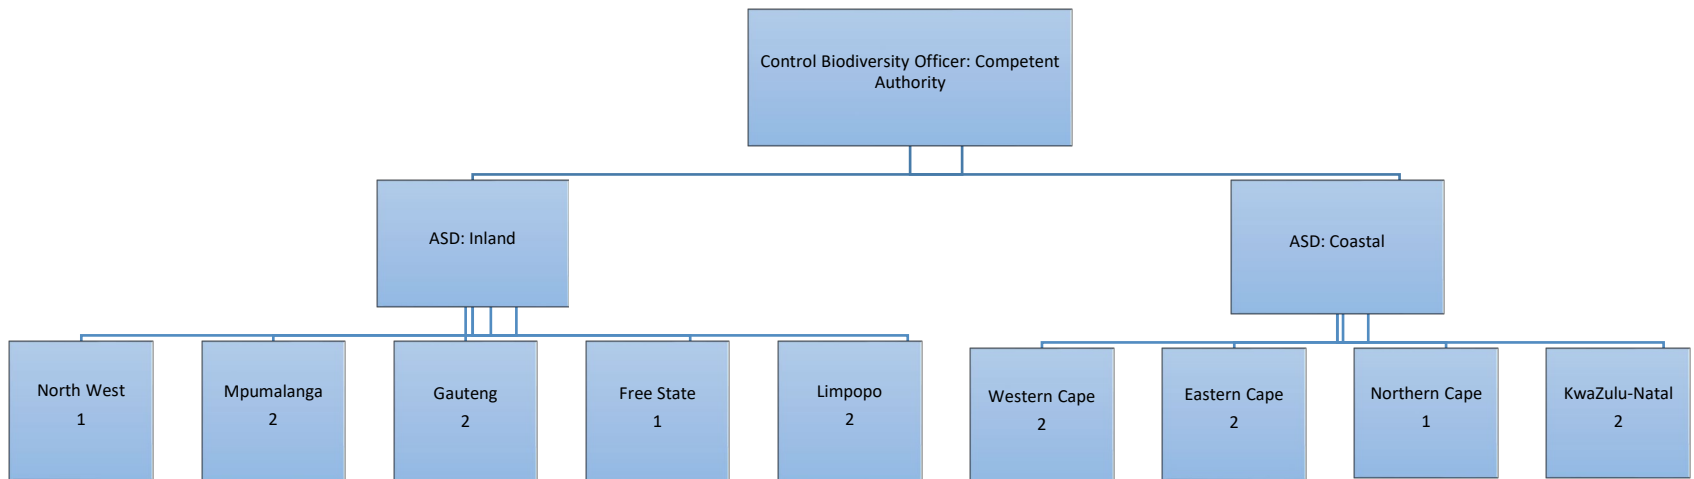 Control Biodiversity Officer: Competent
Authority
ASD: Inland
ASD: Coastal
North West
1
Mpumalanga
2
Gauteng
2
Free State
1
Limpopo
2
Western Cape
2
Eastern Cape
2
Northern Cape
1
KwaZulu-Natal
2